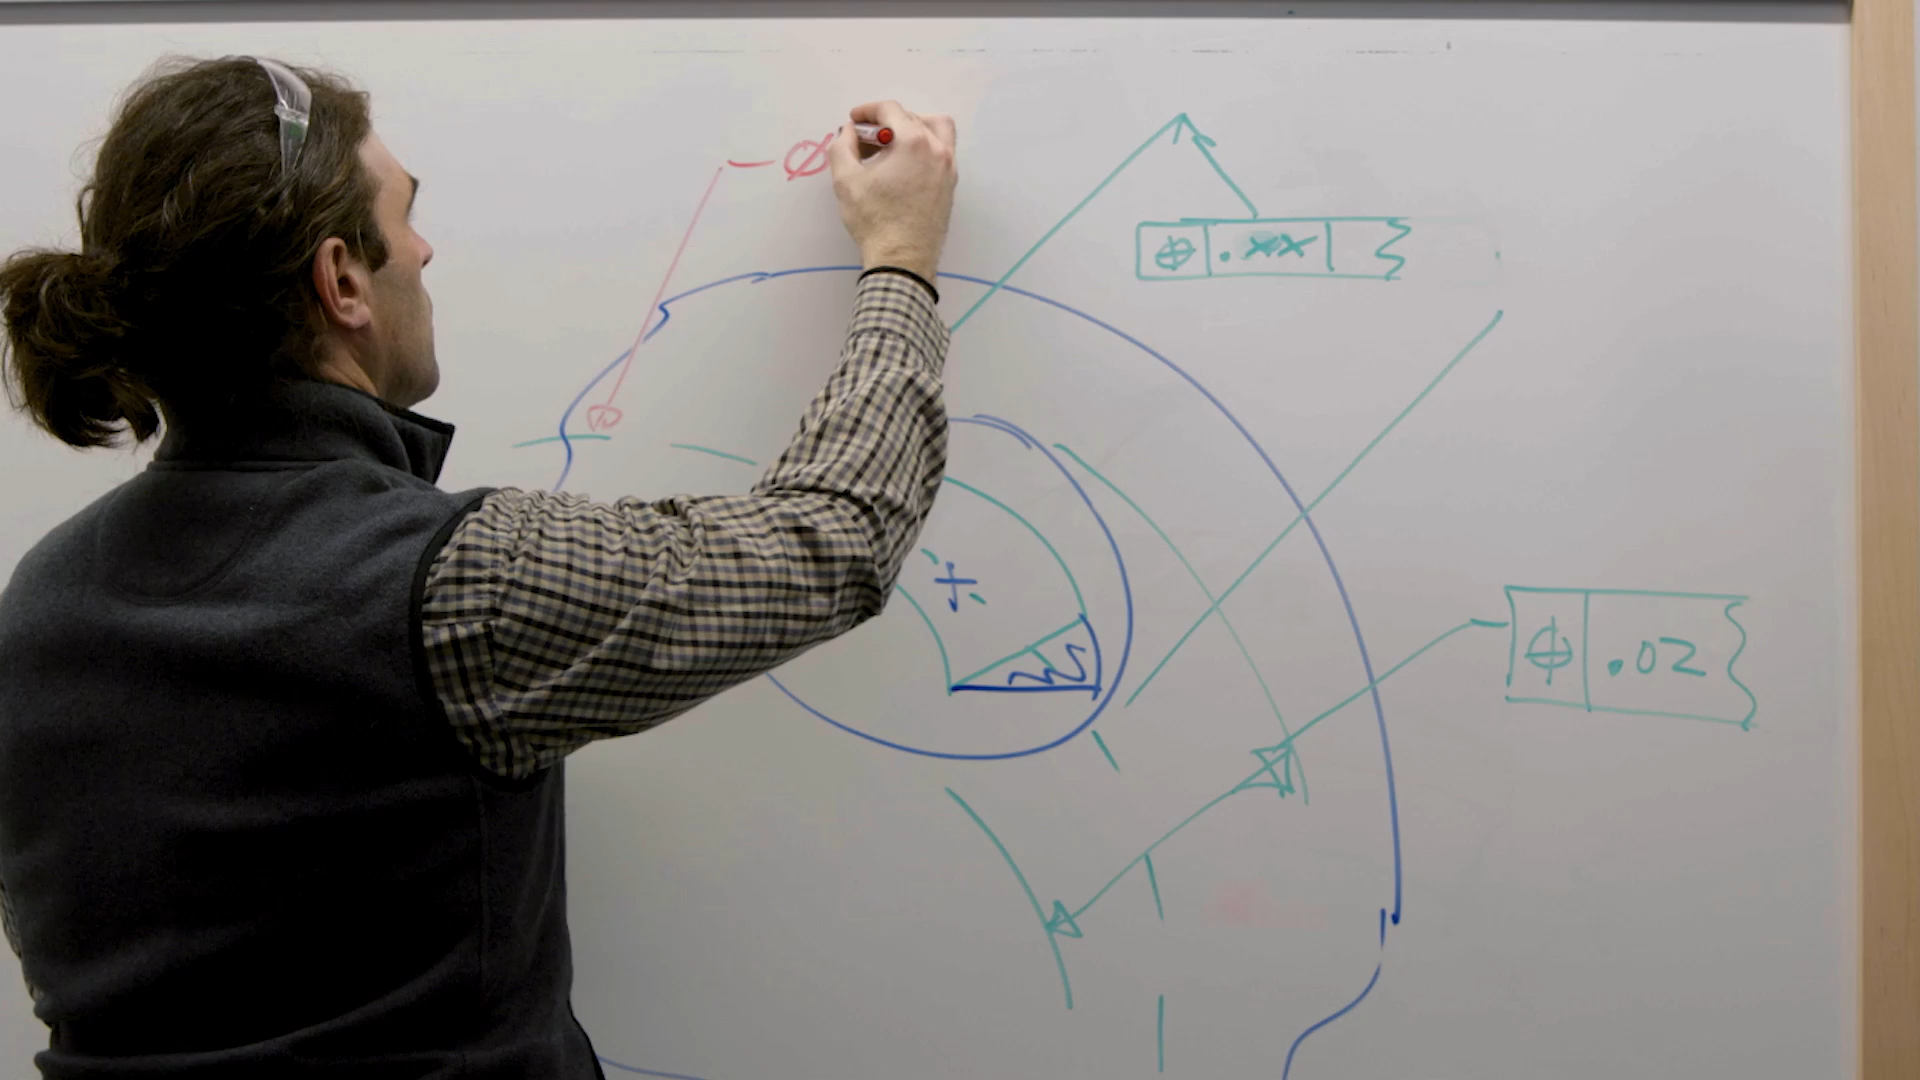 Ø
⌖ .XX
⌖ .02